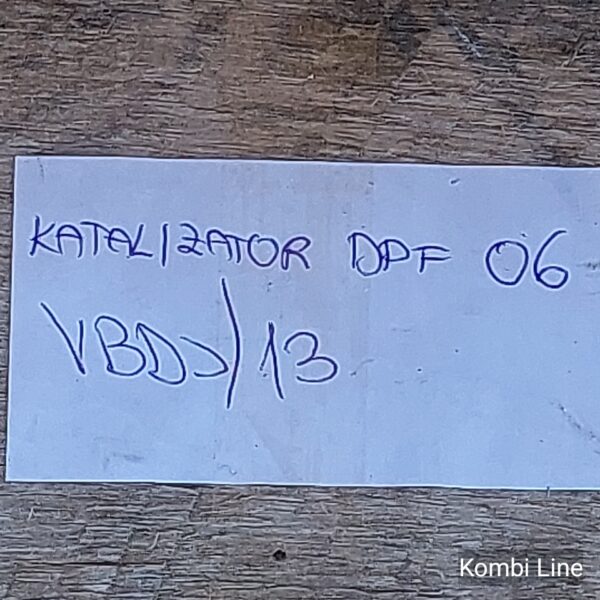 KATALIZATOR DPF 06
VBDJ/13
Kombi Line